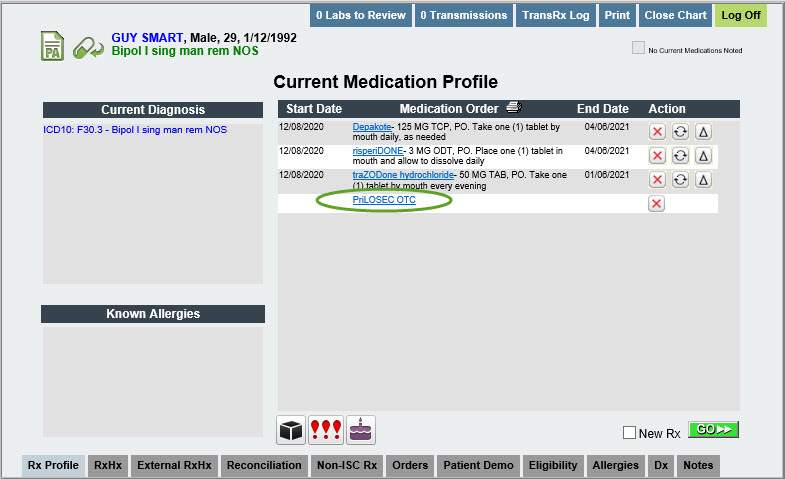 0 Labs to Review 0 Transmissions TransRx Log Print Close Chart Log Off
PA
GUY SMART, Male, 29, 1/12/1992
Bipol I sing man rem NOS
No Current Medications Noted
Current Medication Profile
Current Diagnosis
ICD10: F30.3 - Bipol I sing man rem NOS
Known Allergies
Start Date Medication Order End Date Action
12/08/2020 Depakote- 125 MG TCP, PO. Take one (1) tablet by 04/06/2021
mouth daily, as needed
12/08/2020 risperiDONE- 3 MG ODT, PO. Place one (1) tablet in 04/06/2021
mouth and allow to dissolve daily
12/08/2020 traZODone hydrochloride- 50 MG TAB, PO. Take one 01/06/2021
(1) tablet by mouth every evening
PriLOSEC OTC
New Rx GO
Rx Profile RxHx External RxHx Reconciliation Non-ISC Rx Orders Patient Demo Eligibility Allergies Dx Notes